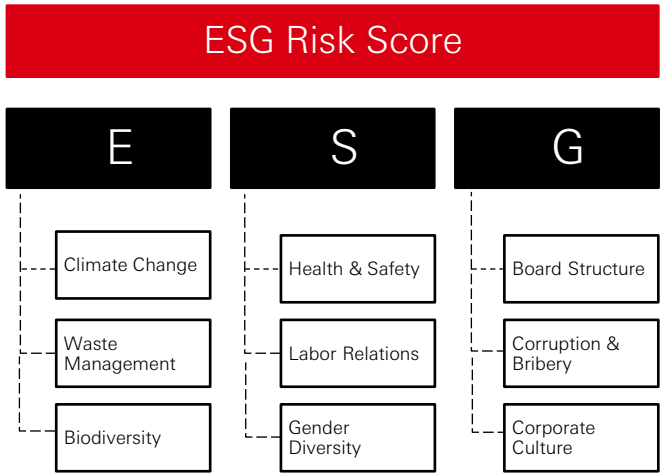 ESG Risk Score
E
S
G
Climate Change
Health & Safety
Board Structure
Waste
Management
Labor Relations
Corruption &
Bribery
Biodiversity
Gender
Diversity
Corporate
Culture